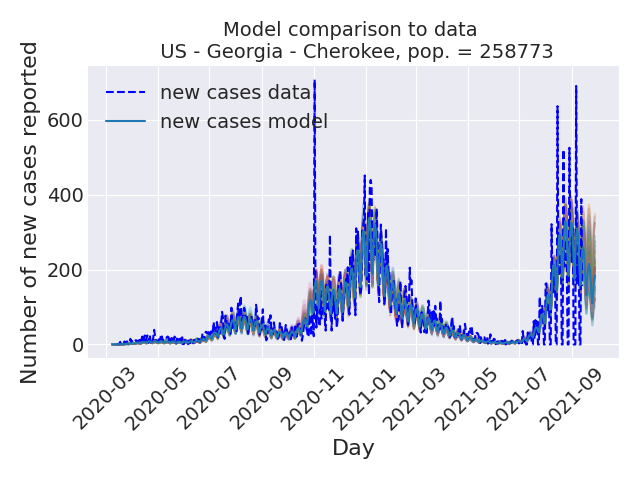 Model comparison to data
US - Georgia - Cherokee, pop. = 258773
Number of new cases reported
600
400
200
0
new cases data
new cases model
2020-03
2020-05
2020-07
2020-09
2020-11
2021-01
2021-03
2021-05
2021-07
2021-09
Day